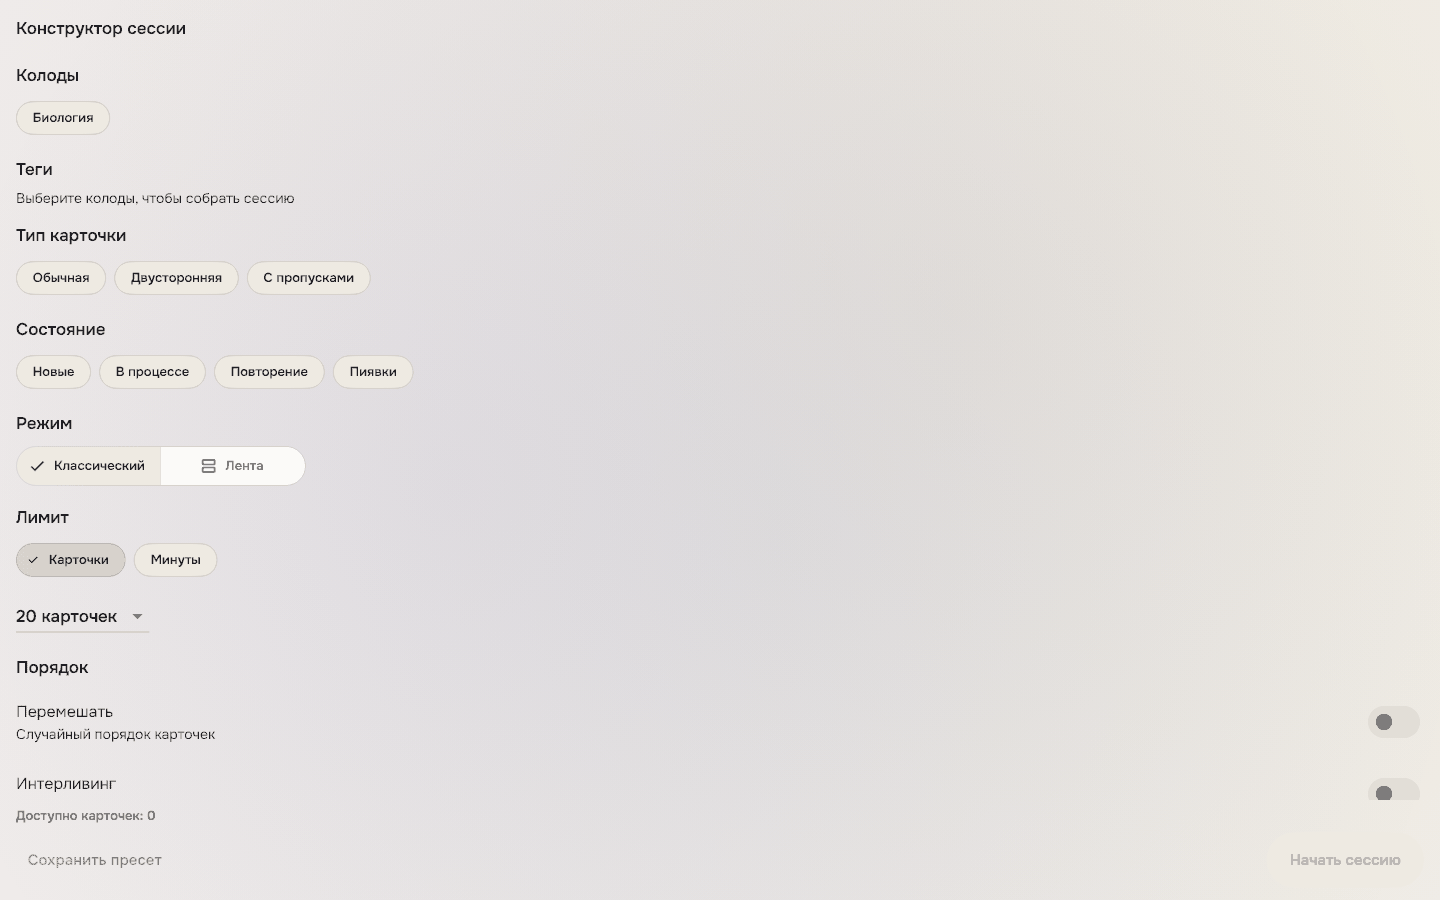 Конструктор сессии
Колоды
Биология
Теги
Выберите колоды, чтобы собрать сессию
Тип карточки
Обычная Двусторонняя С пропусками
Состояние
Новые В процессе Повторение Пиявки
Режим
Классический Лента
Лимит
Карточки Минуты
20 карточек
Порядок
Перемешать
Случайный порядок карточек
Интерливинг
Доступно карточек: 0
Сохранить пресет Начать сессию